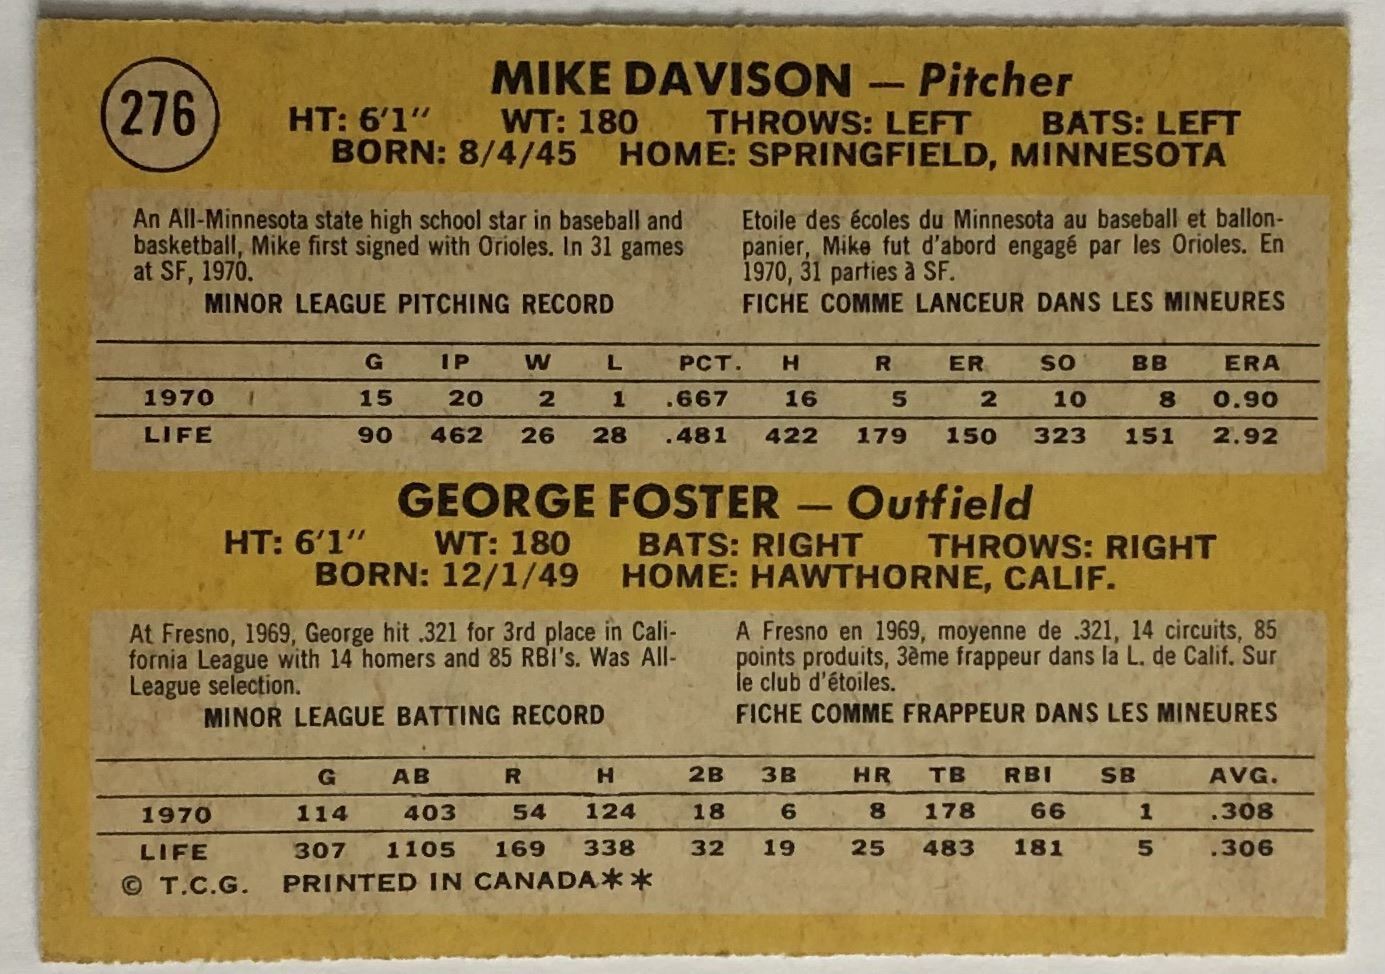 276
MIKE DAVISON — Pitcher
HT: 6'1" WT: 180 THROWS: LEFT BATS: LEFT
BORN: 8/4/45 HOME: SPRINGFIELD, MINNESOTA
An All-Minnesota state high school star in baseball and
basketball, Mike first signed with Orioles. In 31 games
at SF, 1970.
MINOR LEAGUE PITCHING RECORD
Etoile des écoles du Minnesota au baseball et ballon-
panier, Mike fut d'abord engagé par les Orioles. En
1970, 31 parties à SF.
FICHE COMME LANCEUR DANS LES MINEURES
G IP W L PCT. H R ER SO BB ERA
1970 15 20 2 1 .667 16 5 2 10 8 0.90
LIFE 90 462 26 28 .481 422 179 150 323 151 2.92
GEORGE FOSTER — Outfield
HT: 6'1" WT: 180 BATS: RIGHT THROWS: RIGHT
BORN: 12/1/49 HOME: HAWTHORNE, CALIF.
At Fresno, 1969, George hit .321 for 3rd place in Cali-
fornia League with 14 homers and 85 RBI's. Was All-
League selection.
MINOR LEAGUE BATTING RECORD
A Fresno en 1969, moyenne de .321, 14 circuits, 85
points produits, 3ème frappeur dans la L. de Calif. Sur
le club d'étoiles.
FICHE COMME FRAPPEUR DANS LES MINEURES
G AB R H 2B 3B HR TB RBI SB AVG.
1970 114 403 54 124 18 6 8 178 66 1 .308
LIFE 307 1105 169 338 32 19 25 483 181 5 .306
© T.C.G. PRINTED IN CANADA**